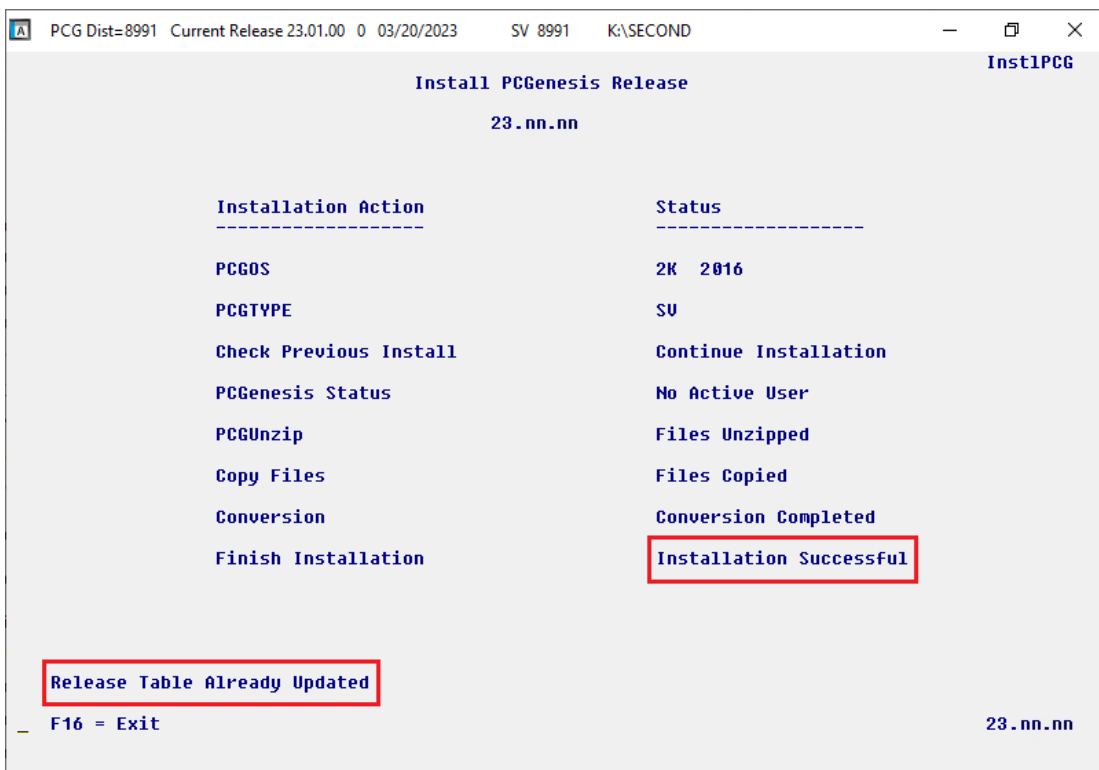 PCG Dist=8991 Current Release 23.01.00 0 03/20/2023 SV 8991 K:\SECOND
InstlPCG
Install PCGenesis Release
23.nn.nn
Installation Action Status
------------------- -------------------
PCGOS 2K 2016
PCGTYPE SV
Check Previous Install Continue Installation
PCGenesis Status No Active User
PCGUnzip Files Unzipped
Copy Files Files Copied
Conversion Conversion Completed
Finish Installation Installation Successful
Release Table Already Updated
_ F16 = Exit 23.nn.nn